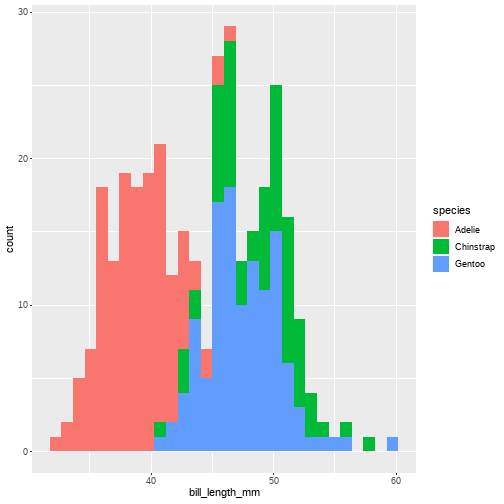 30
20
10
0
count
40
50
60
bill_length_mm
species
Adelie
Chinstrap
Gentoo